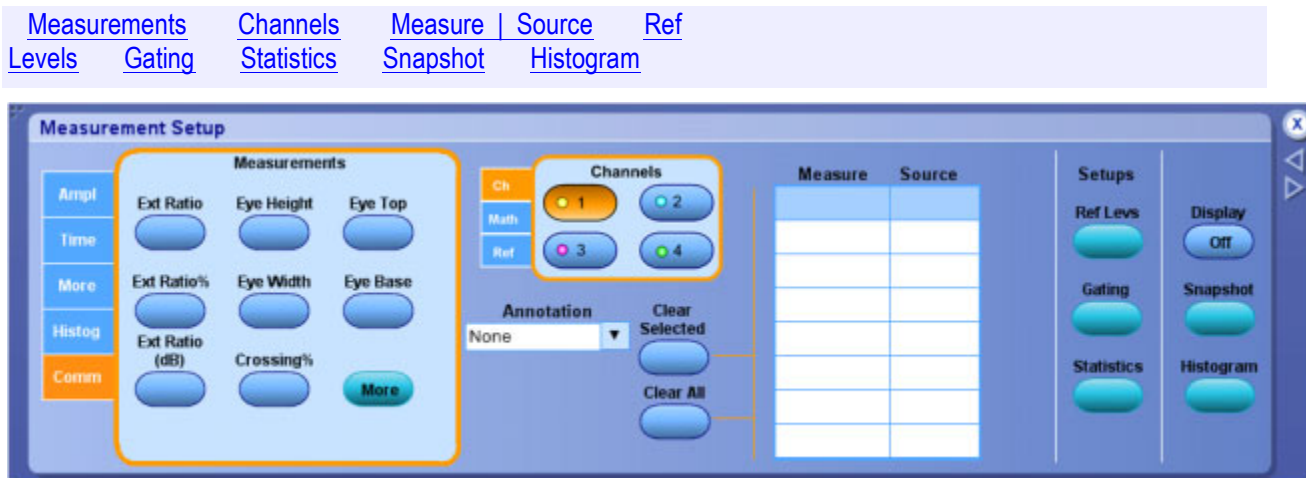 Measurements Channels Measure | Source Ref
Levels Gating Statistics Snapshot Histogram
Measurement Setup
X
Ampl
Time
More
Histog
Comm
Measurements
Ext Ratio Eye Height Eye Top
Ext Ratio% Eye Width Eye Base
Ext Ratio
(dB) Crossing%
More
Ch
Math
Ref
Channels
1 2
3 4
Annotation
None
Clear
Selected
Clear All
Measure Source
Setups
Ref Levs
Gating
Statistics
Display
Off
Snapshot
Histogram